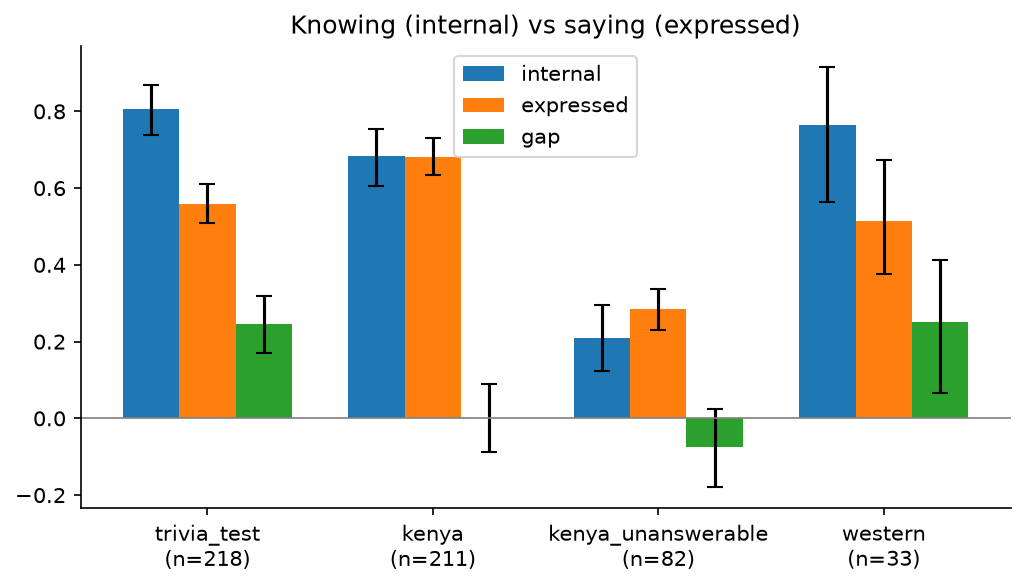 Knowing (internal) vs saying (expressed)
internal
expressed
gap
0.8
0.6
0.4
0.2
0.0
−0.2
trivia_test
(n=218)
kenya
(n=211)
kenya_unanswerable
(n=82)
western
(n=33)